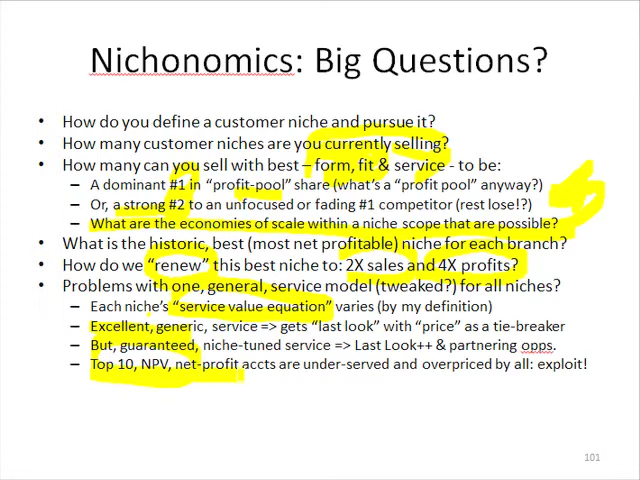 Nichonomics: Big Questions?
• How do you define a customer niche and pursue it?
• How many customer niches are you currently selling?
• How many can you sell with best – form, fit & service - to be:
– A dominant #1 in “profit-pool” share (what’s a “profit pool” anyway?)
– Or, a strong #2 to an unfocused or fading #1 competitor (rest lose!?)
– What are the economies of scale within a niche scope that are possible?
• What is the historic, best (most net profitable) niche for each branch?
• How do we “renew” this best niche to: 2X sales and 4X profits?
• Problems with one, general, service model (tweaked?) for all niches?
– Each niche’s “service value equation” varies (by my definition)
– Excellent, generic, service => gets “last look” with “price” as a tie-breaker
– But, guaranteed, niche-tuned service => Last Look++ & partnering opps.
– Top 10, NPV, net-profit accts are under-served and overpriced by all: exploit!
101